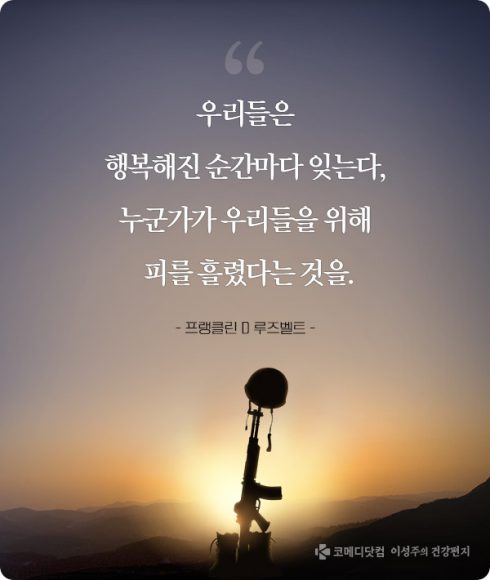 “
우리들은
행복해진 순간마다 잊는다,
누군가가 우리들을 위해
피를 흘렸다는 것을.
- 프랭클린 D 루즈벨트 -
코메디닷컴 이성주의 건강편지